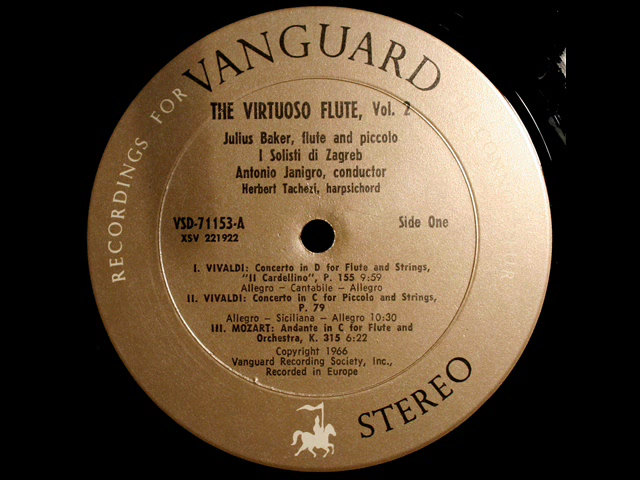 RECORDINGS FOR
VANGUARD
THE VIRTUOSO FLUTE, Vol. 2
Julius Baker, flute and piccolo
I Solisti di Zagreb
Antonio Janigro, conductor
Herbert Tachezi, harpsichord
VSD-71153-A
XSV 221922
Side One
I. VIVALDI: Concerto in D for Flute and Strings,
"Il Cardellino", P. 155 9:59
Allegro — Cantabile — Allegro
II. VIVALDI: Concerto in C for Piccolo and Strings,
P. 79
Allegro — Siciliana — Allegro 10:30
III. MOZART: Andante in C for Flute and
Orchestra, K. 315 6:22
Copyright 1966
Vanguard Recording Society, Inc.,
Recorded in Europe
STEREO